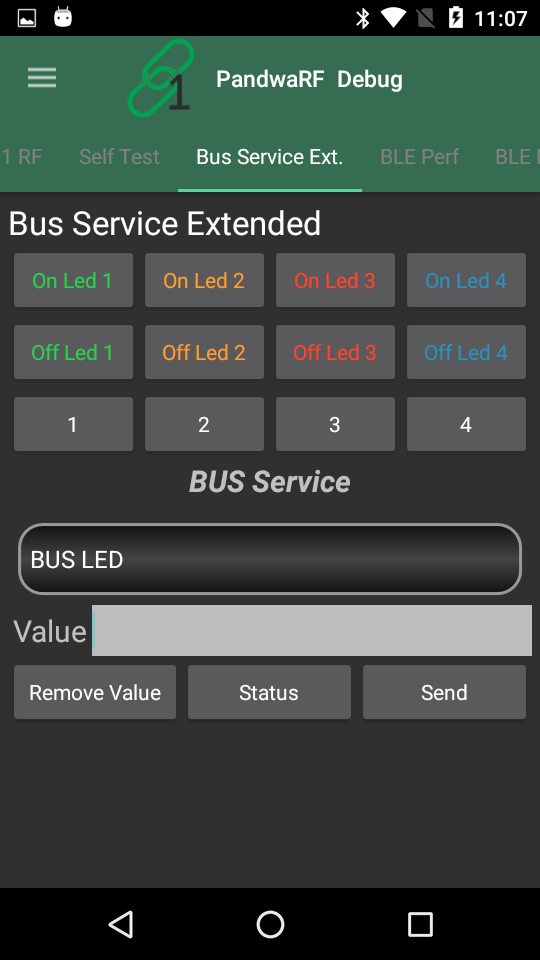 11:07
1
PandwaRF Debug
1 RF Self Test Bus Service Ext. BLE Perf BLE
Bus Service Extended
On Led 1 On Led 2 On Led 3 On Led 4
Off Led 1 Off Led 2 Off Led 3 Off Led 4
1 2 3 4
BUS Service
BUS LED
Value
Remove Value Status Send